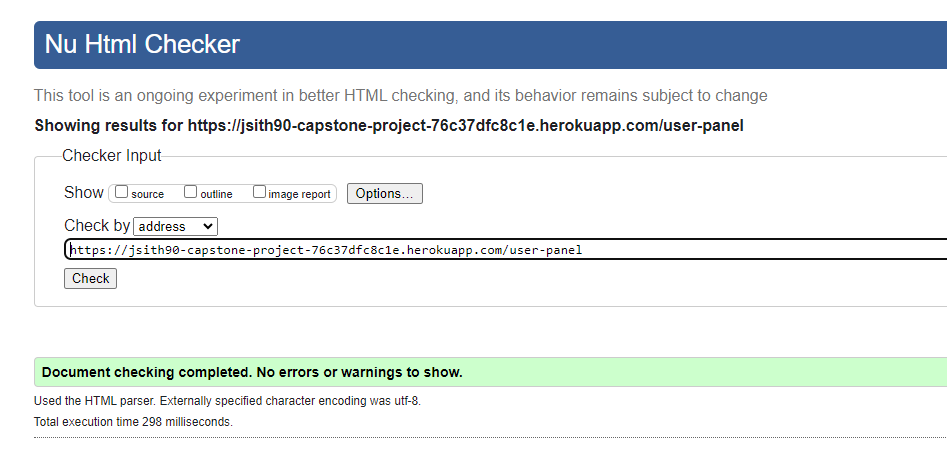 Nu Html Checker
This tool is an ongoing experiment in better HTML checking, and its behavior remains subject to change
Showing results for https://jsith90-capstone-project-76c37dfc8c1e.herokuapp.com/user-panel
Checker Input
Show source outline image report Options...
Check by address
https://jsith90-capstone-project-76c37dfc8c1e.herokuapp.com/user-panel
Check
Document checking completed. No errors or warnings to show.
Used the HTML parser. Externally specified character encoding was utf-8.
Total execution time 298 milliseconds.